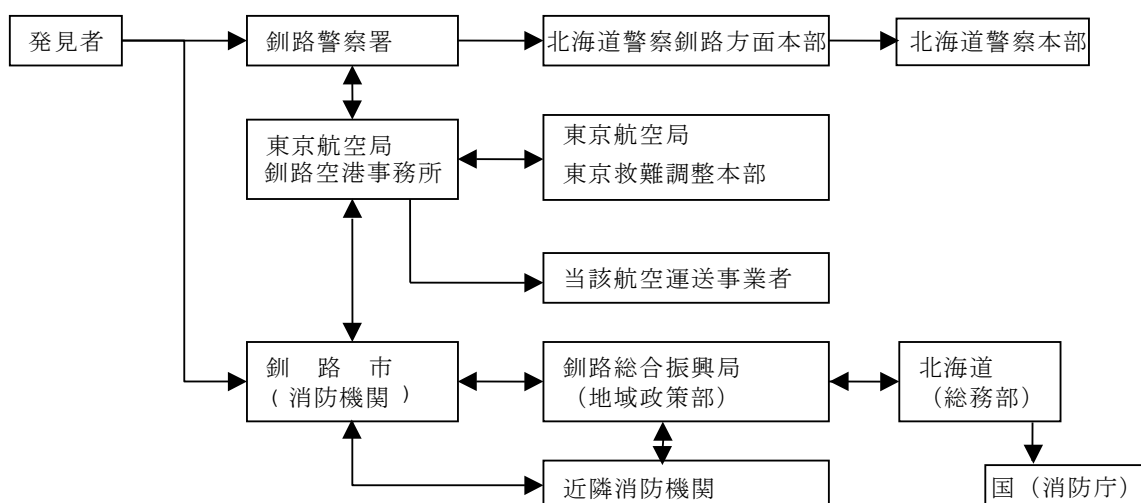 発見者
釧路警察署
北海道警察釧路方面本部
北海道警察本部
東京航空局
釧路空港事務所
東京航空局
東京救難調整本部
当該航空運送事業者
釧　路　市
( 消防機関 )
釧路総合振興局
（地域政策部）
北海道
（総務部）
近隣消防機関
国（消防庁）